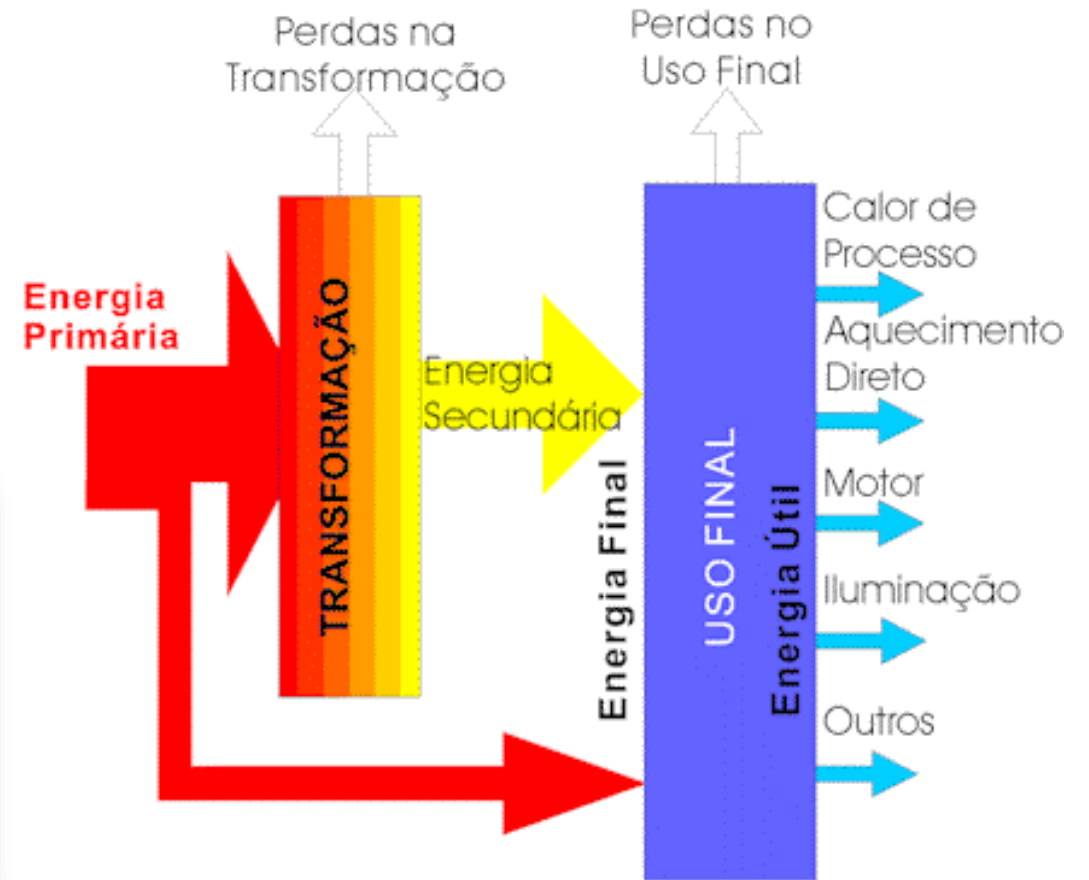 Perdas na
Transformação
Perdas no
Uso Final
Energia
Primária
TRANSFORMAÇÃO
Energia
Secundária
Energia Final
USO FINAL
Energia Útil
Calor de
Processo
Aquecimento
Direto
Motor
Iluminação
Outros